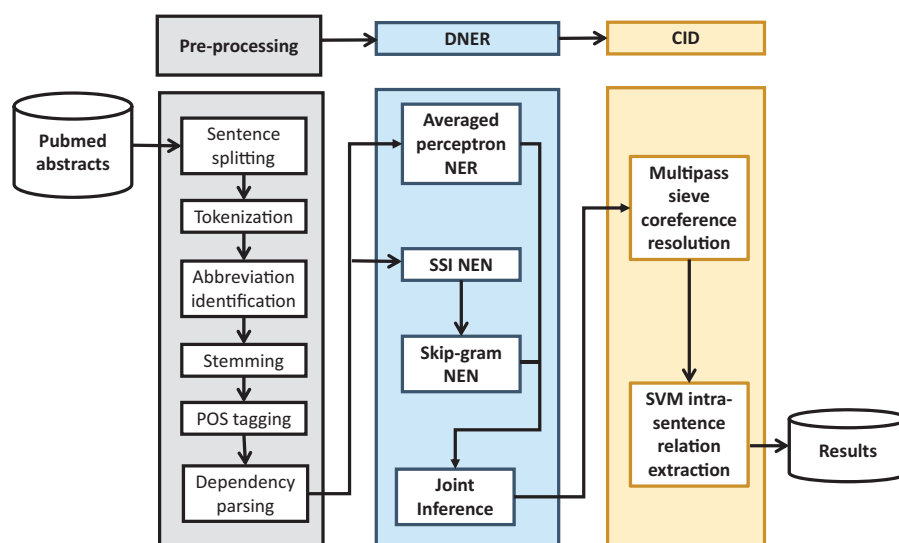 Pre-processing
DNER
CID
Pubmed
abstracts
Sentence
splitting
Tokenization
Abbreviation
identification
Stemming
POS tagging
Dependency
parsing
Averaged
perceptron
NER
SSI NEN
Skip-gram
NEN
Joint
Inference
Multipass
sieve
coreference
resolution
SVM intra-
sentence
relation
extraction
Results